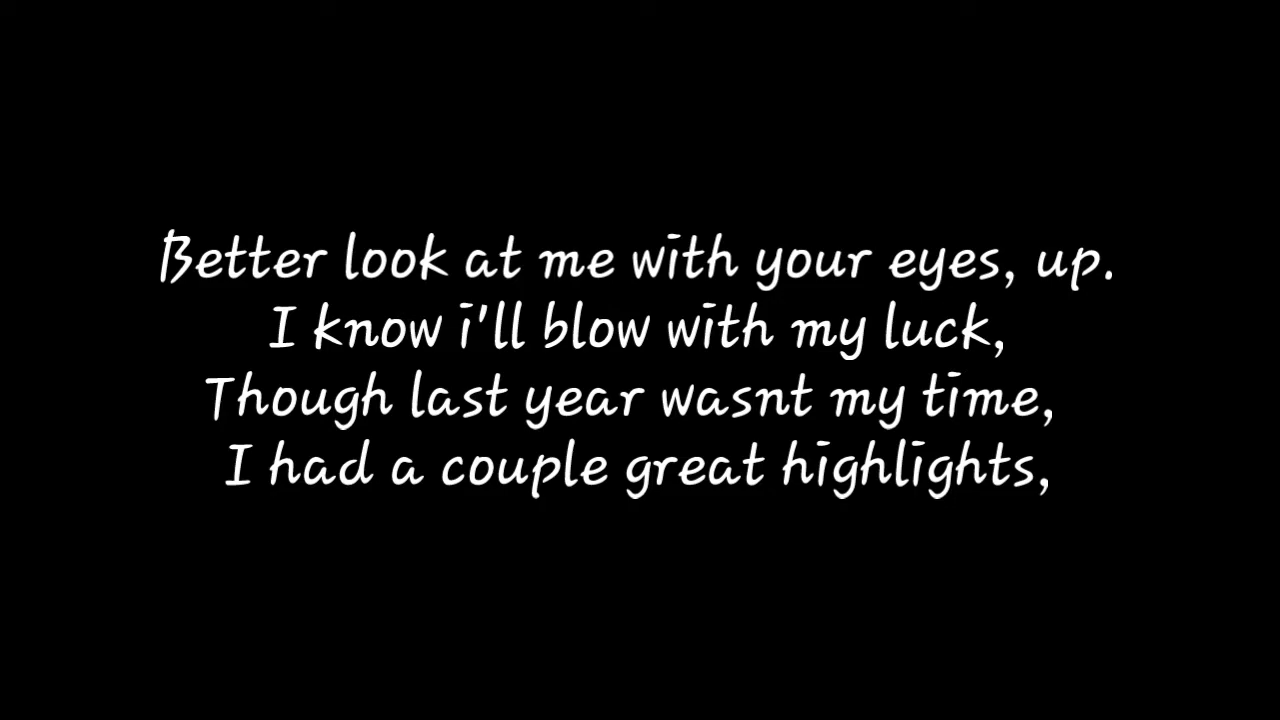 Better look at me with your eyes, up.
I know i'll blow with my luck,
Though last year wasnt my time,
I had a couple great highlights,